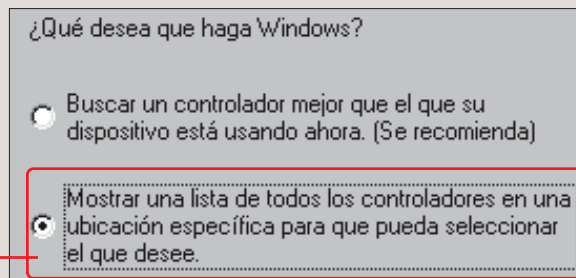 ¿Qué desea que haga Windows?
Buscar un controlador mejor que el que su
dispositivo está usando ahora. (Se recomienda)
Mostrar una lista de todos los controladores en una
ubicación específica para que pueda seleccionar
el que desee.